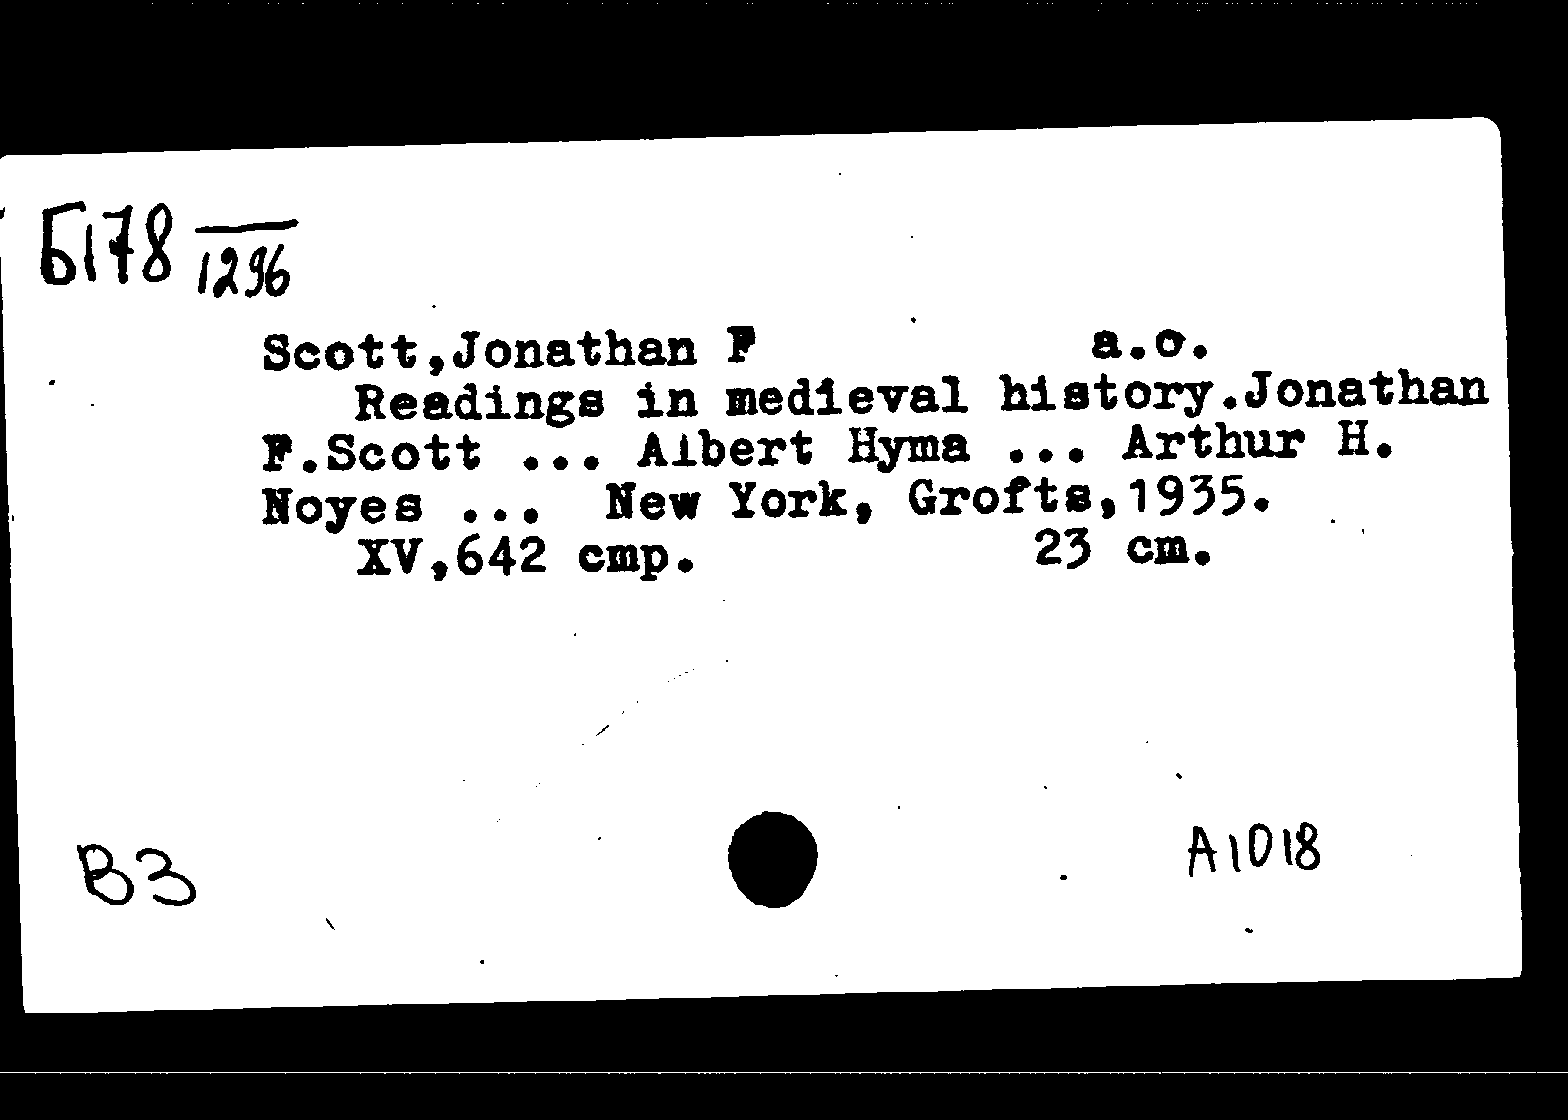 Б178 1296
Scott,Jonathan F a.o.
Readings in medieval history.Jonathan
F.Scott ... Albert Hyma ... Arthur H.
Noyes ... New York, Grofts,1935.
XV,642 cmp. 23 cm.
B3 A1018